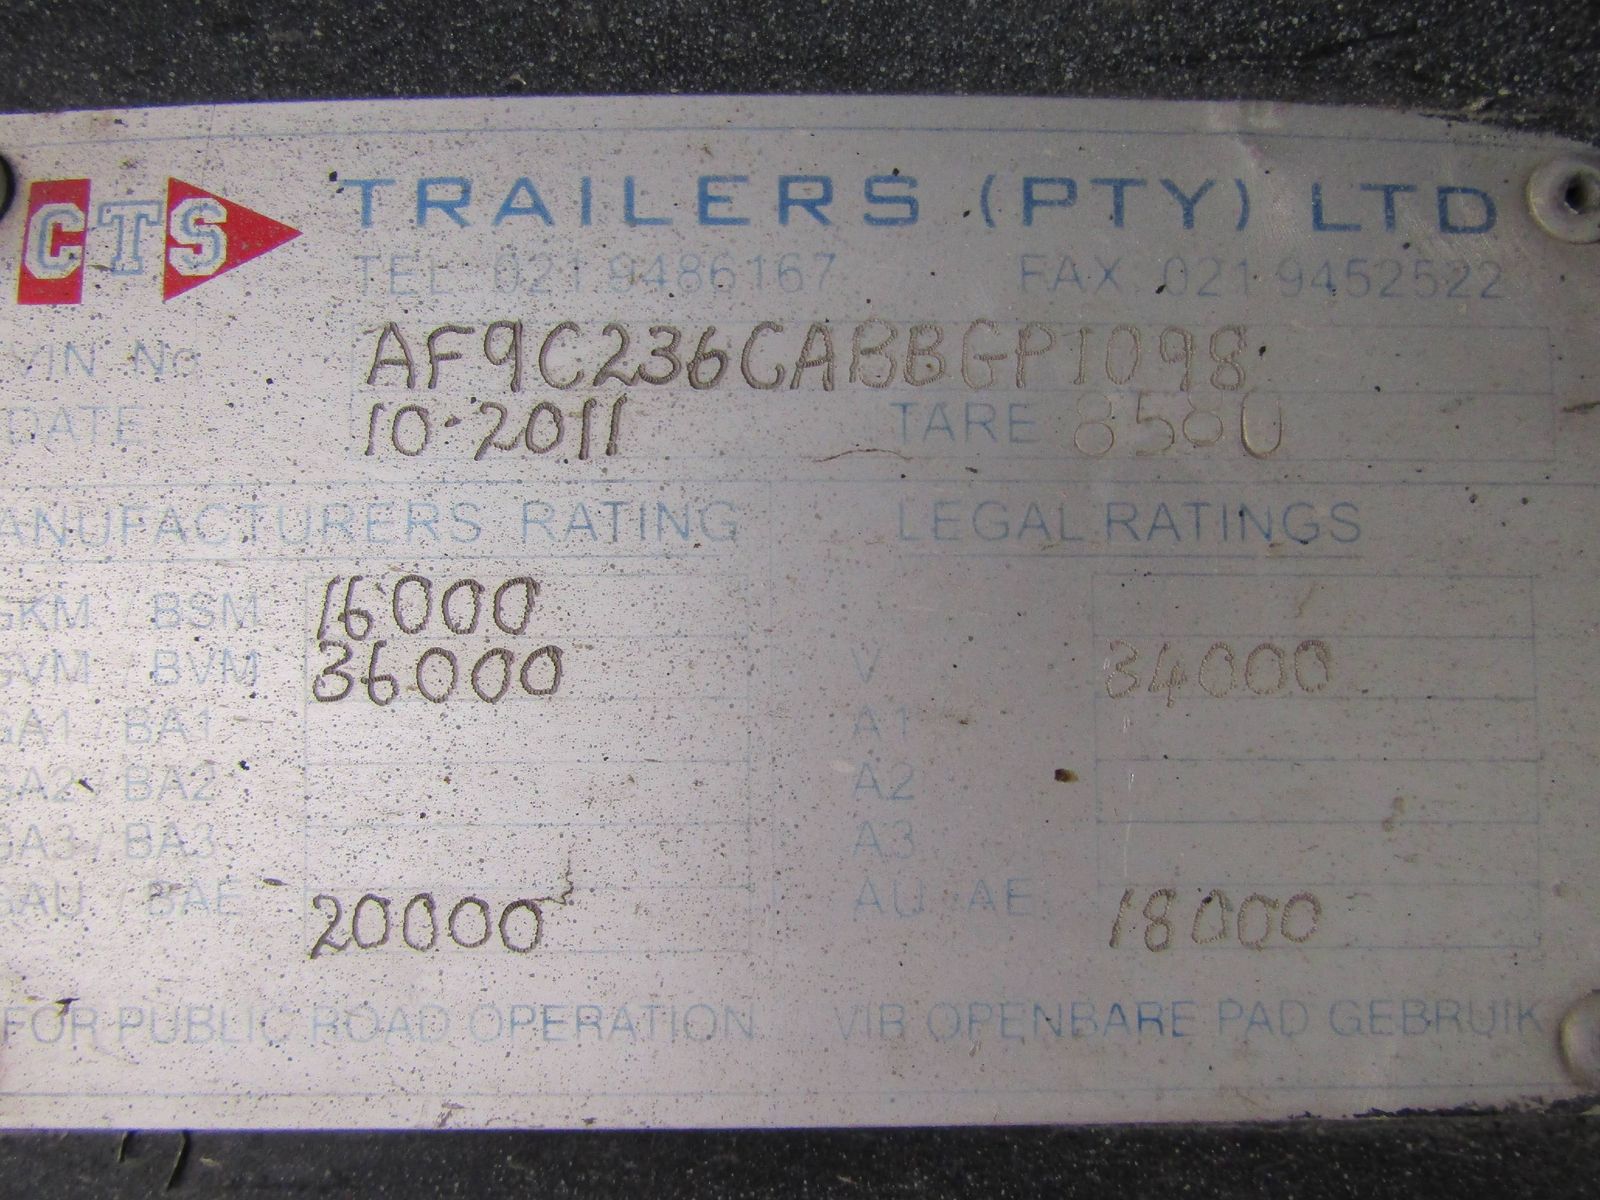 CTS TRAILERS (PTY) LTD
TEL. 021 9486167 FAX. 021 9452522
VIN No AF9C236CABBGP1098
DATE 10-2011 TARE 8580
ANUFACTURERS RATING LEGAL RATINGS
GKM / BSM 16000
GVM / BVM 36000 V 34000
GA1 / BA1 A1
GA2 / BA2 A2
GA3 / BA3 A3
GAU / BAE 20000 AU AE 18000
FOR PUBLIC ROAD OPERATION VIR OPENBARE PAD GEBRUIK